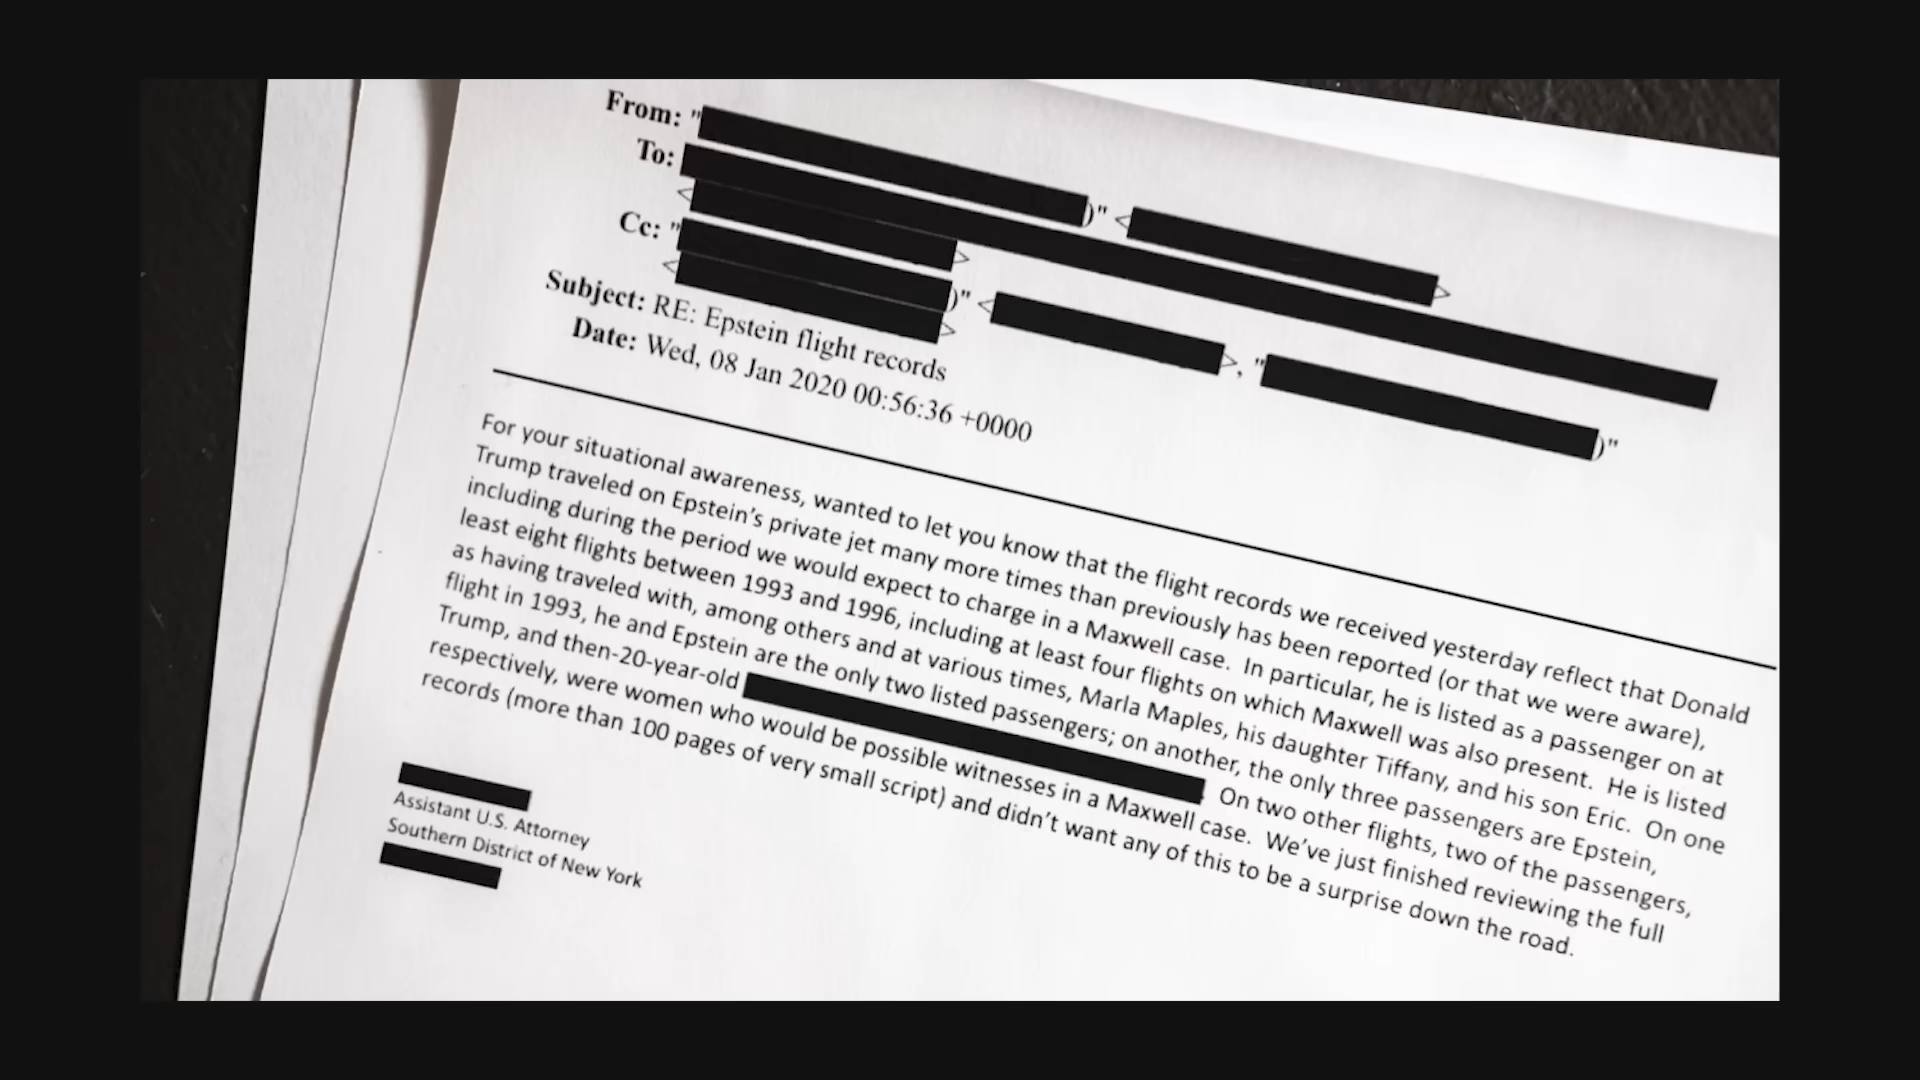 From: "
)" < >
To:
< >
Cc: "
)" < >, "
)"
< >
Subject: RE: Epstein flight records
Date: Wed, 08 Jan 2020 00:56:36 +0000
For your situational awareness, wanted to let you know that the flight records we received yesterday reflect that Donald
Trump traveled on Epstein’s private jet many more times than previously has been reported (or that we were aware),
including during the period we would expect to charge in a Maxwell case. In particular, he is listed as a passenger on at
least eight flights between 1993 and 1996, including at least four flights on which Maxwell was also present. He is listed
as having traveled with, among others and at various times, Marla Maples, his daughter Tiffany, and his son Eric. On one
flight in 1993, he and Epstein are the only two listed passengers; on another, the only three passengers are Epstein,
Trump, and then-20-year-old . On two other flights, two of the passengers,
respectively, were women who would be possible witnesses in a Maxwell case. We’ve just finished reviewing the full
records (more than 100 pages of very small script) and didn’t want any of this to be a surprise down the road.
Assistant U.S. Attorney
Southern District of New York